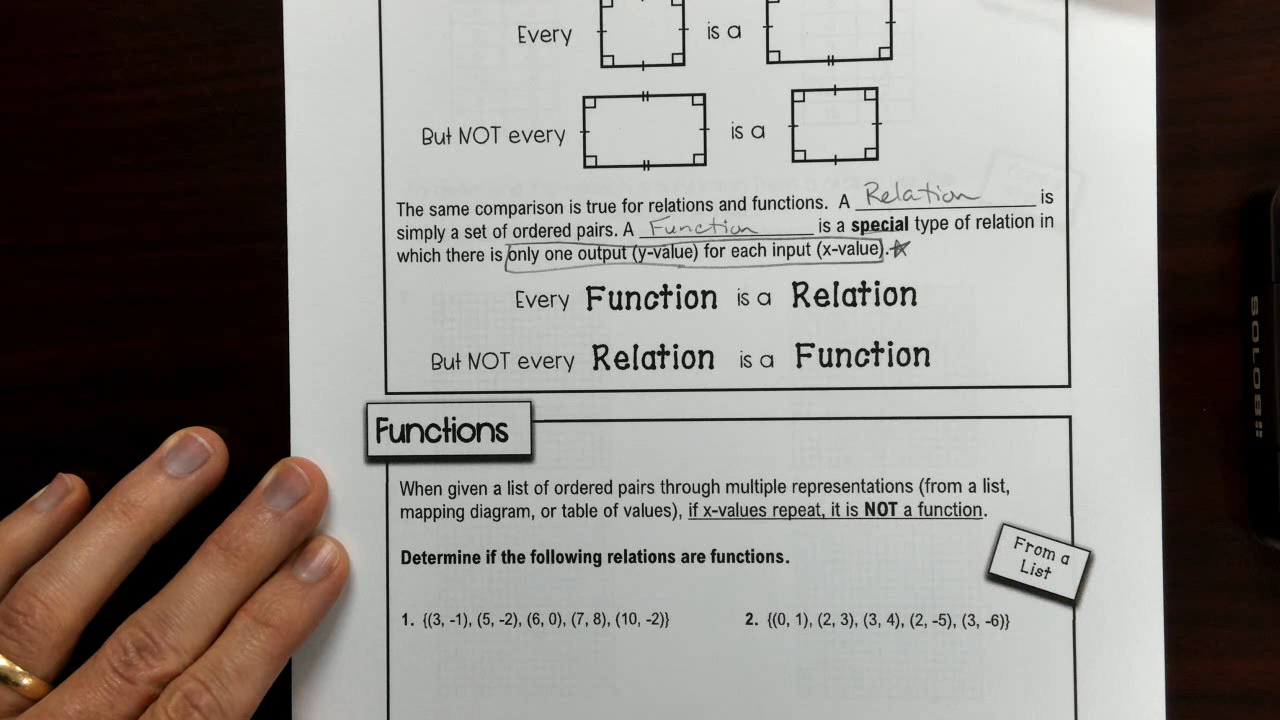 Every is a
But NOT every is a
The same comparison is true for relations and functions. A Relation is
simply a set of ordered pairs. A Function is a special type of relation in
which there is only one output (y-value) for each input (x-value).
Every Function is a Relation
But NOT every Relation is a Function
Functions
When given a list of ordered pairs through multiple representations (from a list,
mapping diagram, or table of values), if x-values repeat, it is NOT a function.
Determine if the following relations are functions.
From a
List
1. {(3, -1), (5, -2), (6, 0), (7, 8), (10, -2)} 2. {(0, 1), (2, 3), (3, 4), (2, -5), (3, -6)}